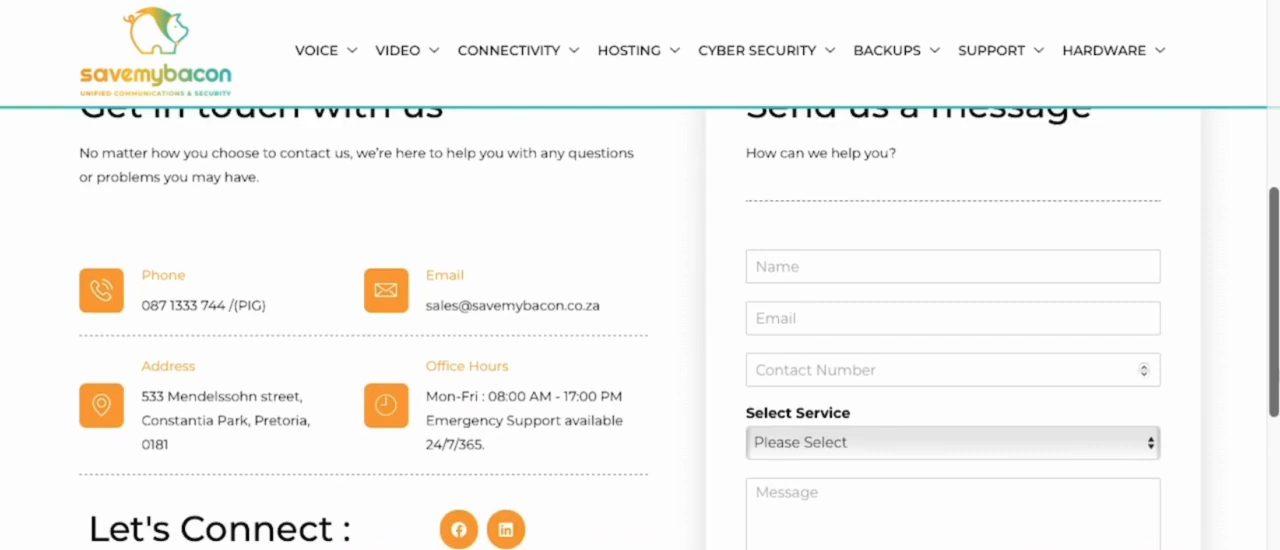 VOICE VIDEO CONNECTIVITY HOSTING CYBER SECURITY BACKUPS SUPPORT HARDWARE
savemybacon
UNIFIED COMMUNICATIONS & SECURITY
Get in touch with us
No matter how you choose to contact us, we're here to help you with any questions
or problems you may have.
Phone
087 1333 744 /(PIG)
Email
sales@savemybacon.co.za
Address
533 Mendelssohn street,
Constantia Park, Pretoria,
0181
Office Hours
Mon-Fri : 08:00 AM - 17:00 PM
Emergency Support available
24/7/365.
Let's Connect :
Send us a message
How can we help you?
Name
Email
Contact Number
Select Service
Please Select
Message